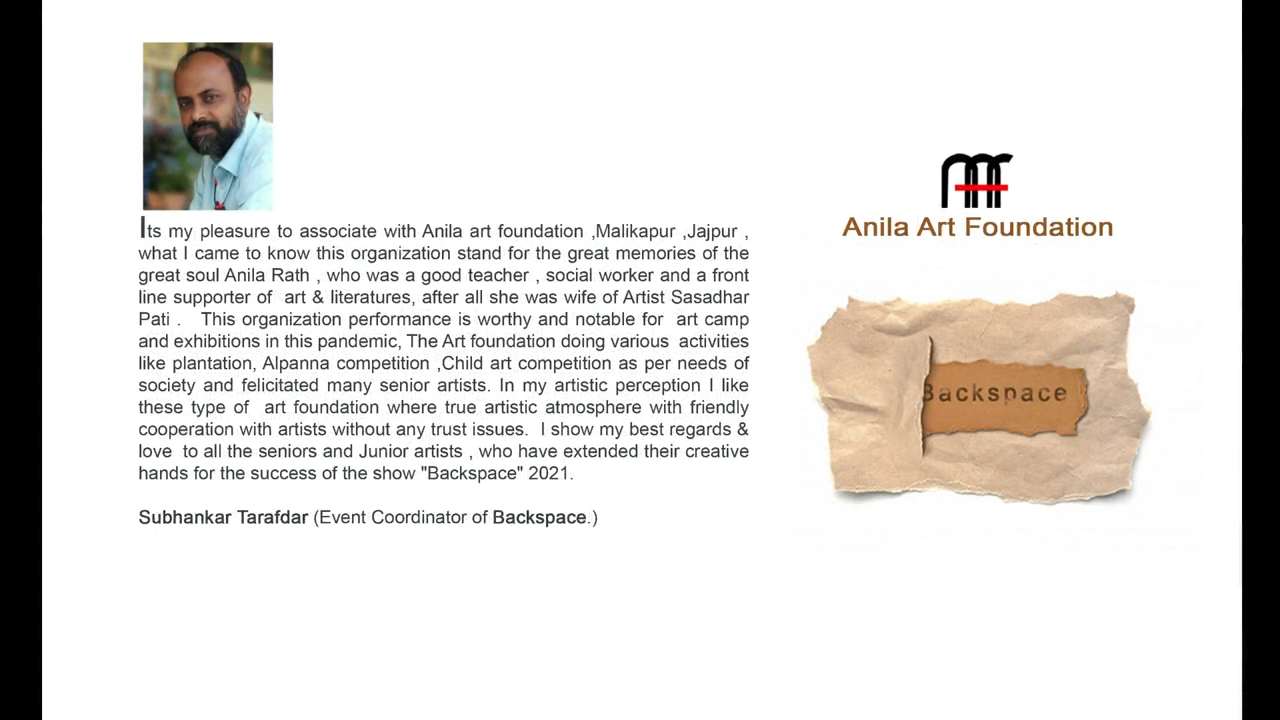 Its my pleasure to associate with Anila art foundation ,Malikapur ,Jajpur ,
what I came to know this organization stand for the great memories of the
great soul Anila Rath , who was a good teacher , social worker and a front
line supporter of art & literatures, after all she was wife of Artist Sasadhar
Pati . This organization performance is worthy and notable for art camp
and exhibitions in this pandemic, The Art foundation doing various activities
like plantation, Alpanna competition ,Child art competition as per needs of
society and felicitated many senior artists. In my artistic perception I like
these type of art foundation where true artistic atmosphere with friendly
cooperation with artists without any trust issues. I show my best regards &
love to all the seniors and Junior artists , who have extended their creative
hands for the success of the show "Backspace" 2021.
Subhankar Tarafdar (Event Coordinator of Backspace.)
Anila Art Foundation
Backspace